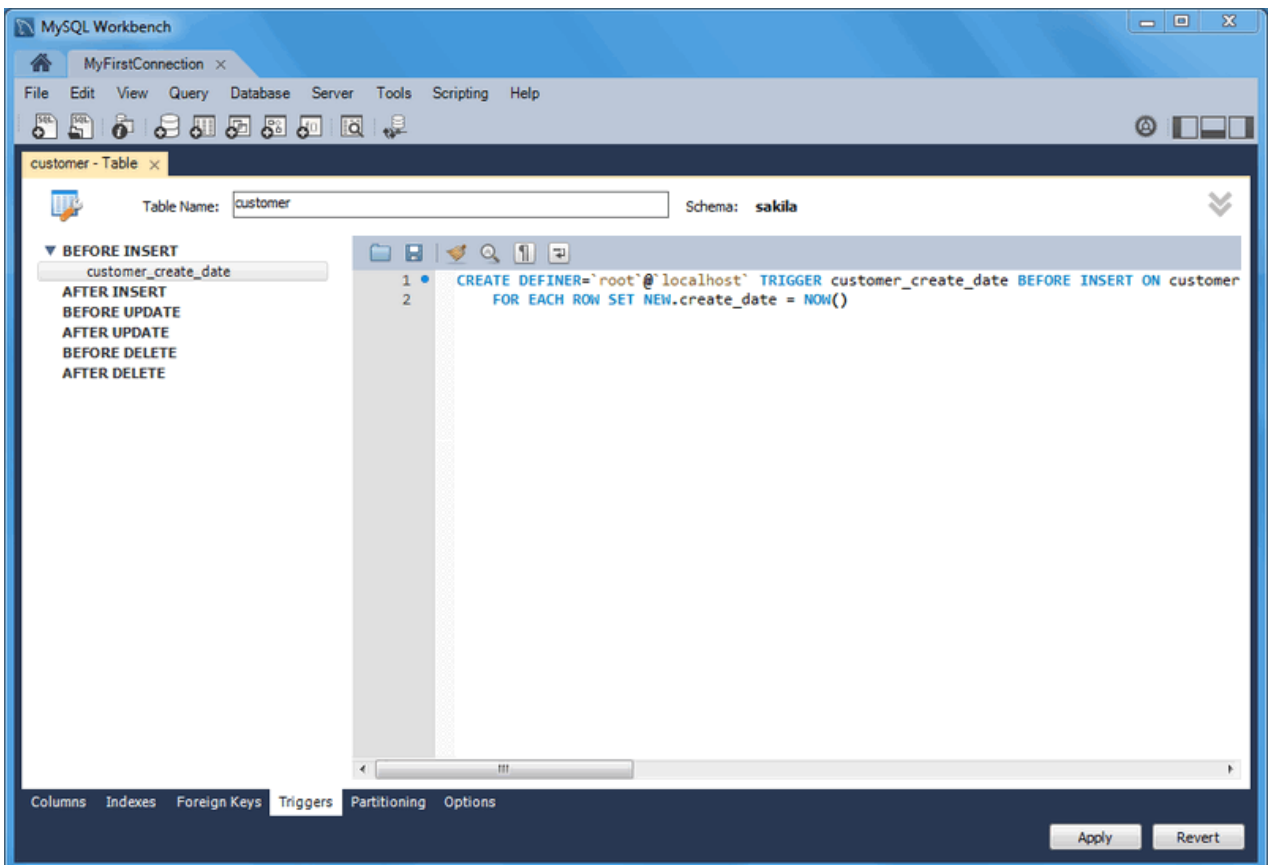 MySQL Workbench
MyFirstConnection
File Edit View Query Database Server Tools Scripting Help
customer - Table
Table Name: customer Schema: sakila
BEFORE INSERT
customer_create_date
AFTER INSERT
BEFORE UPDATE
AFTER UPDATE
BEFORE DELETE
AFTER DELETE
1 CREATE DEFINER=`root`@`localhost` TRIGGER customer_create_date BEFORE INSERT ON customer
2 FOR EACH ROW SET NEW.create_date = NOW()
Columns Indexes Foreign Keys Triggers Partitioning Options
Apply Revert